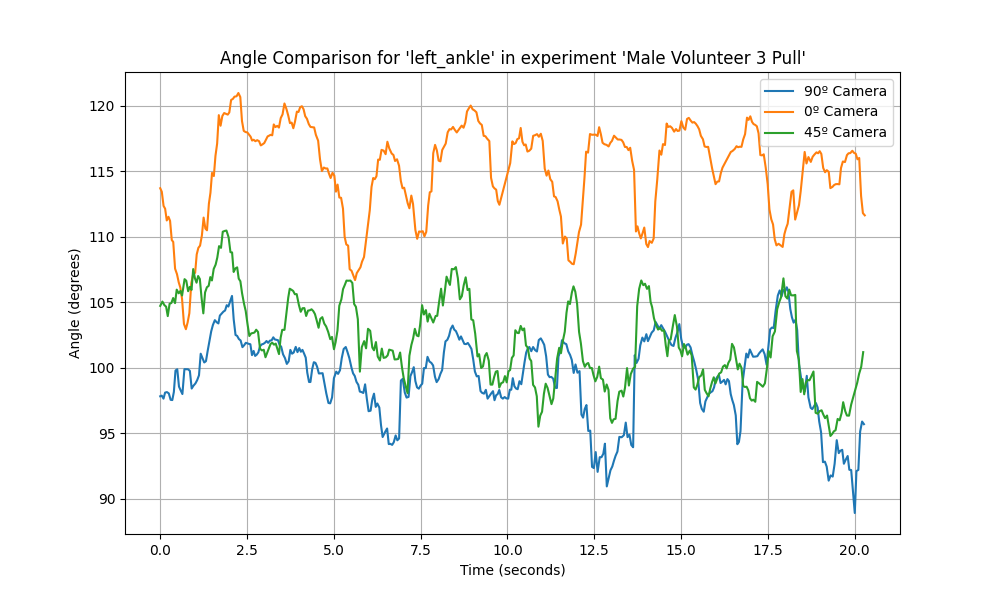 Angle Comparison for 'left_ankle' in experiment 'Male Volunteer 3 Pull'
90º Camera
0º Camera
45º Camera
Angle (degrees)
120
115
110
105
100
95
90
0.0 2.5 5.0 7.5 10.0 12.5 15.0 17.5 20.0
Time (seconds)